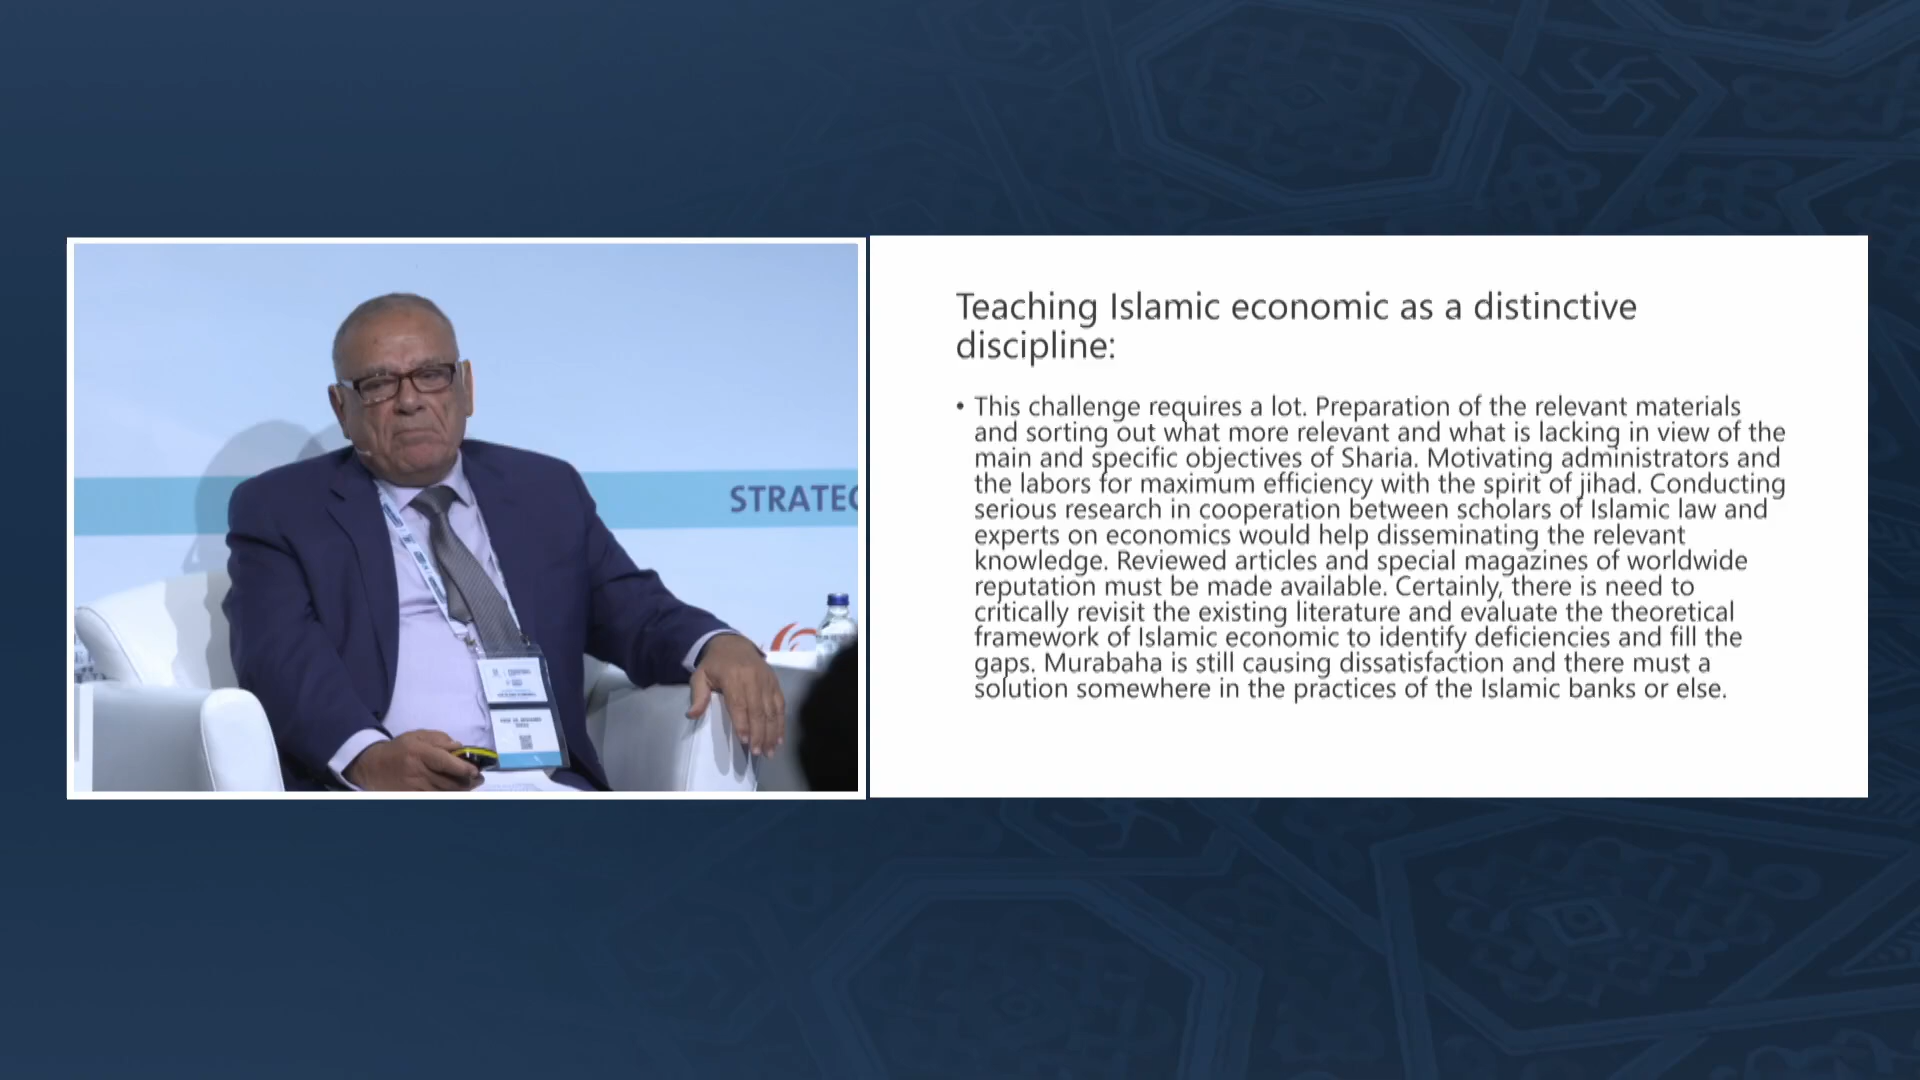 STRATEG
PROF. DR.
Teaching Islamic economic as a distinctive
discipline:
• This challenge requires a lot. Preparation of the relevant materials
and sorting out what more relevant and what is lacking in view of the
main and specific objectives of Sharia. Motivating administrators and
the labors for maximum efficiency with the spirit of jihad. Conducting
serious research in cooperation between scholars of Islamic law and
experts on economics would help disseminating the relevant
knowledge. Reviewed articles and special magazines of worldwide
reputation must be made available. Certainly, there is need to
critically revisit the existing literature and evaluate the theoretical
framework of Islamic economic to identify deficiencies and fill the
gaps. Murabaha is still causing dissatisfaction and there must a
solution somewhere in the practices of the Islamic banks or else.